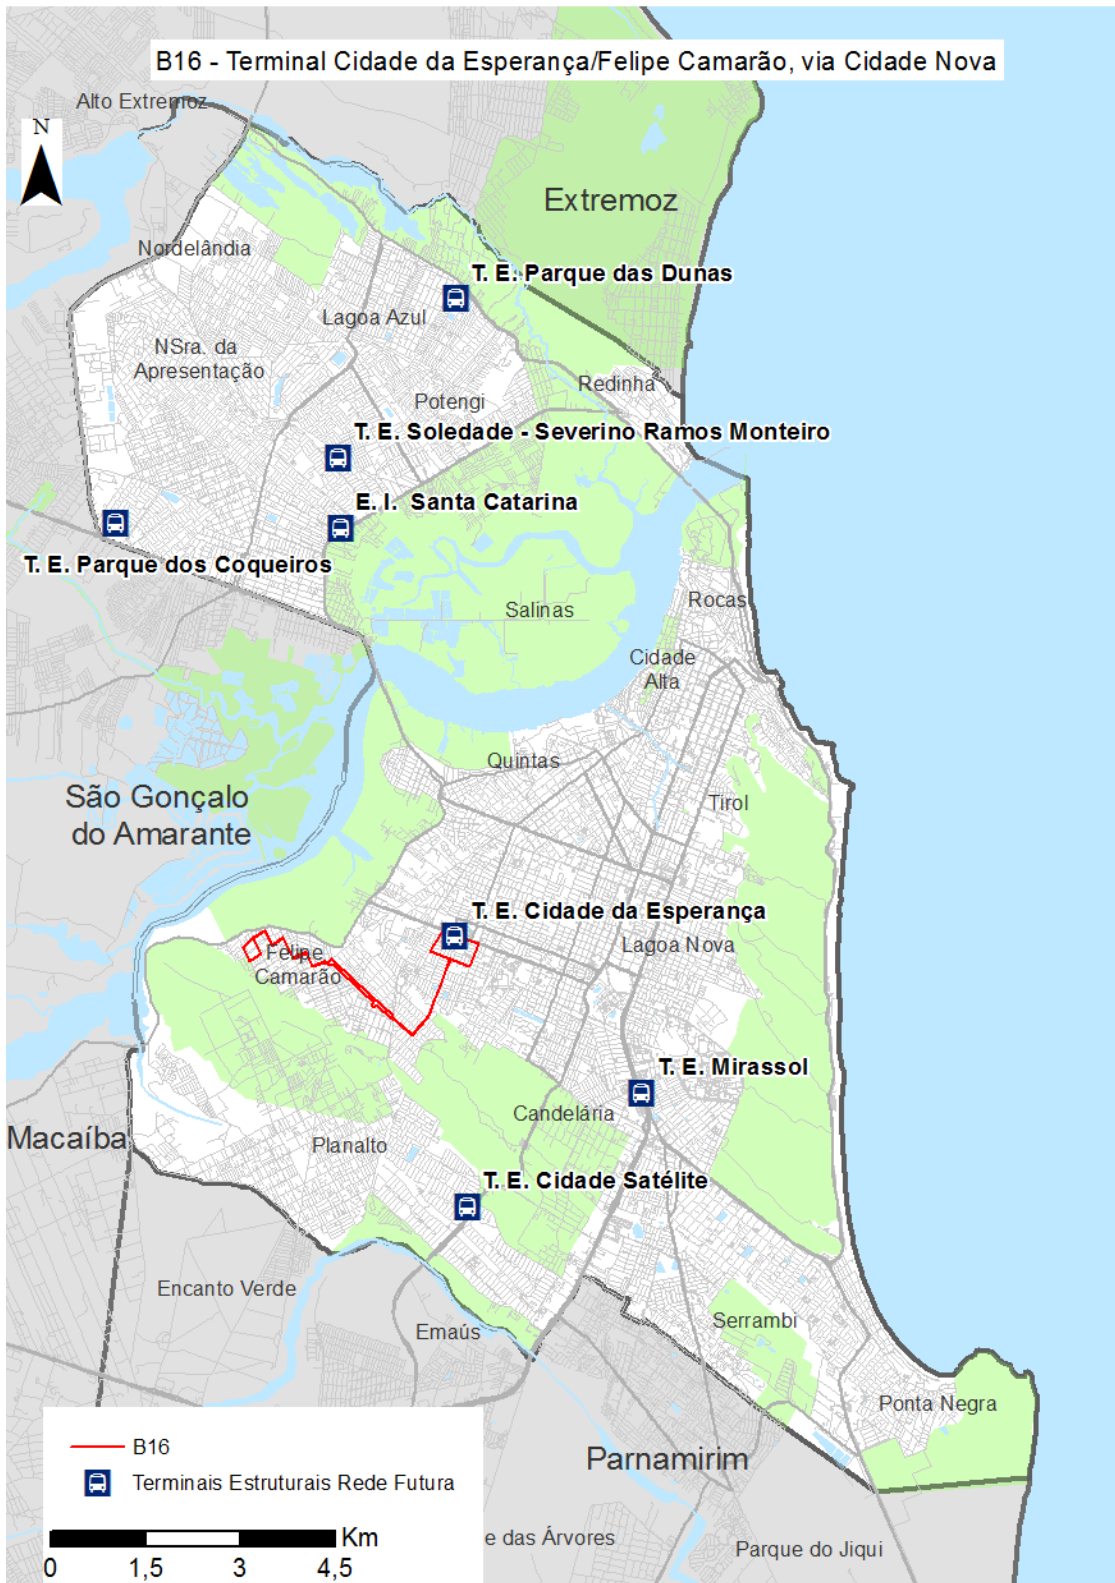 B16 - Terminal Cidade da Esperança/Felipe Camarão, via Cidade Nova
Alto Extremoz
N
Extremoz
Nordelândia
T. E. Parque das Dunas
Lagoa Azul
NSra. da
Apresentação
Redinha
Potengi
T. E. Soledade - Severino Ramos Monteiro
E. I. Santa Catarina
T. E. Parque dos Coqueiros
Rocas
Salinas
Cidade
Alta
Quintas
São Gonçalo
do Amarante
Tirol
T. E. Cidade da Esperança
Lagoa Nova
Felipe
Camarão
T. E. Mirassol
Candelária
Macaíba
Planalto
T. E. Cidade Satélite
Encanto Verde
Emaús
Serrambi
Ponta Negra
Parnamirim
B16
Terminais Estruturais Rede Futura
Km
0 1,5 3 4,5
e das Árvores
Parque do Jiqui